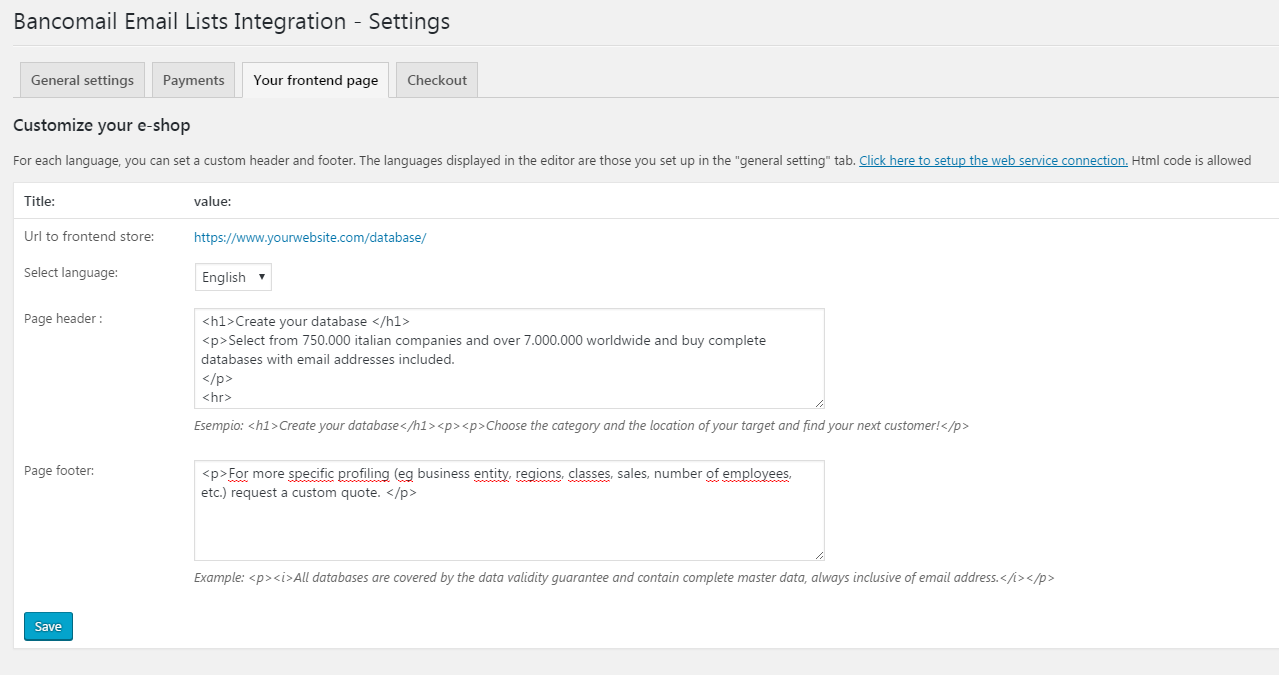 Bancomail Email Lists Integration - Settings
General settings Payments Your frontend page Checkout
Customize your e-shop
For each language, you can set a custom header and footer. The languages displayed in the editor are those you set up in the "general setting" tab. Click here to setup the web service connection. Html code is allowed
Title: value:
Url to frontend store: https://www.yourwebsite.com/database/
Select language: English
Page header :
<h1>Create your database </h1>
<p>Select from 750.000 italian companies and over 7.000.000 worldwide and buy complete
databases with email addresses included.
</p>
<hr>
Esempio: <h1>Create your database</h1><p><p>Choose the category and the location of your target and find your next customer!</p>
Page footer:
<p>For more specific profiling (eg business entity, regions, classes, sales, number of employees,
etc.) request a custom quote. </p>
Example: <p><i>All databases are covered by the data validity guarantee and contain complete master data, always inclusive of email address.</i></p>
Save